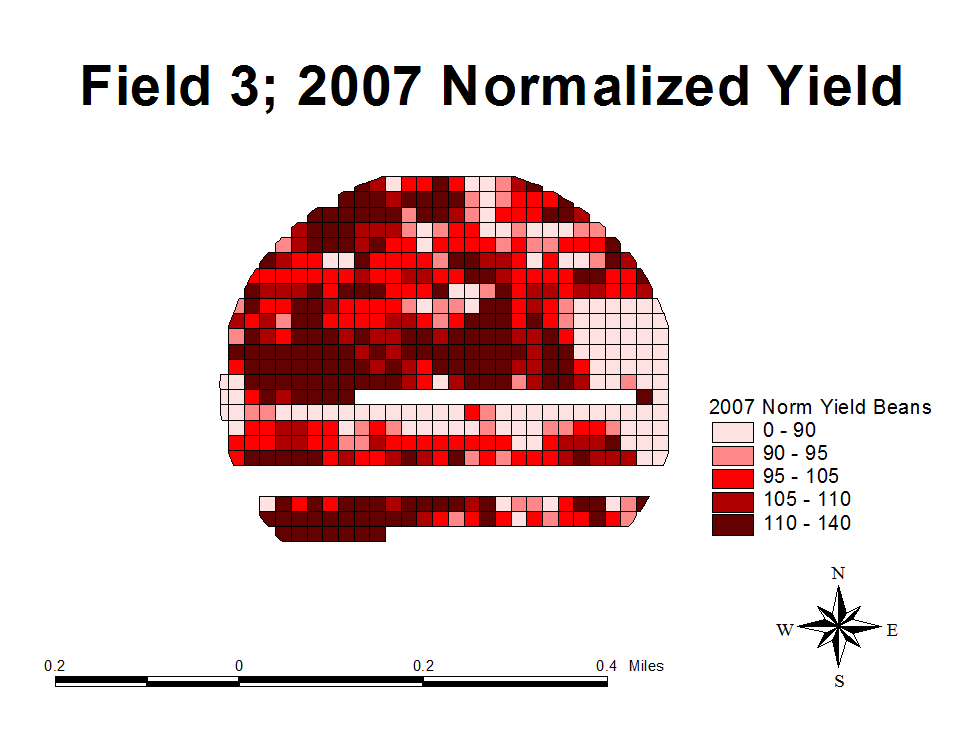 Field 3; 2007 Normalized Yield
2007 Norm Yield Beans
0 - 90
90 - 95
95 - 105
105 - 110
110 - 140
N
W E
S
0.2 0 0.2 0.4 Miles